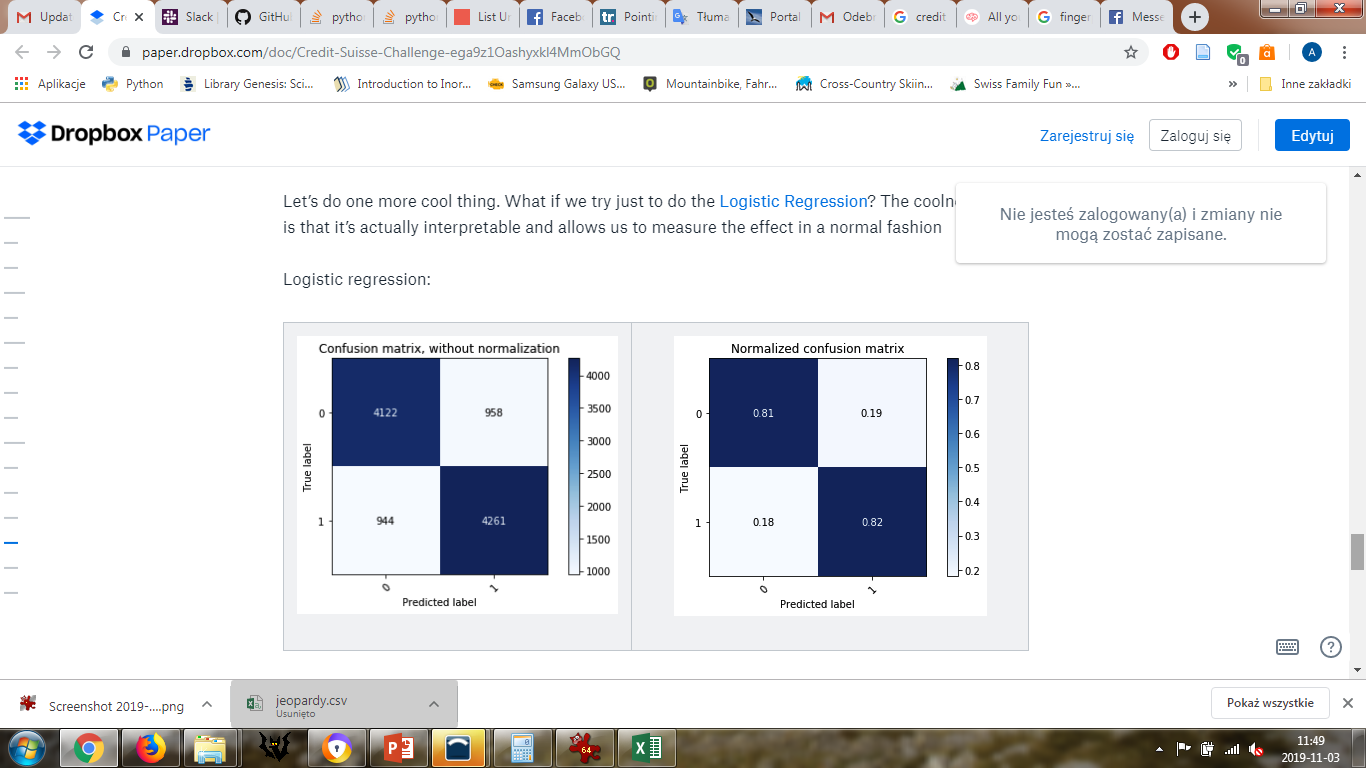 Updat
Cr
Slack
GitHu
pytho
pytho
List Ur
Faceb
Pointi
Tłuma
Portal
Odebr
credit
All yo
finger
Messe
paper.dropbox.com/doc/Credit-Suisse-Challenge-ega9z1OashyxkI4MmObGQ
0
A
Aplikacje
Python
Library Genesis: Sci...
Introduction to Inor...
Samsung Galaxy US...
Mountainbike, Fahr...
Cross-Country Skiin...
Swiss Family Fun »...
»
Inne zakładki
Dropbox Paper
Zarejestruj się
Zaloguj się
Edytuj
Let's do one more cool thing. What if we try just to do the Logistic Regression? The cooln
is that it's actually interpretable and allows us to measure the effect in a normal fashion
Nie jesteś zalogowany(a) i zmiany nie
mogą zostać zapisane.
Logistic regression:
Confusion matrix, without normalization
True label
0
1
4122
958
944
4261
0
1
Predicted label
4000
3500
3000
2500
2000
1500
1000
Normalized confusion matrix
True label
0
1
0.81
0.19
0.18
0.82
0
1
Predicted label
0.8
0.7
0.6
0.5
0.4
0.3
0.2
?
Screenshot 2019-....png
jeopardy.csv
Usunięto
Pokaż wszystkie
64
11:49
2019-11-03